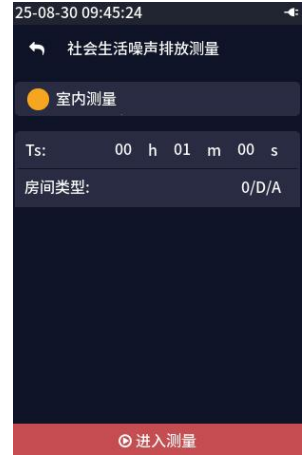 25-08-30 09:45:24
社会生活噪声排放测量
室内测量
Ts: 00 h 01 m 00 s
房间类型: 0/D/A
进入测量